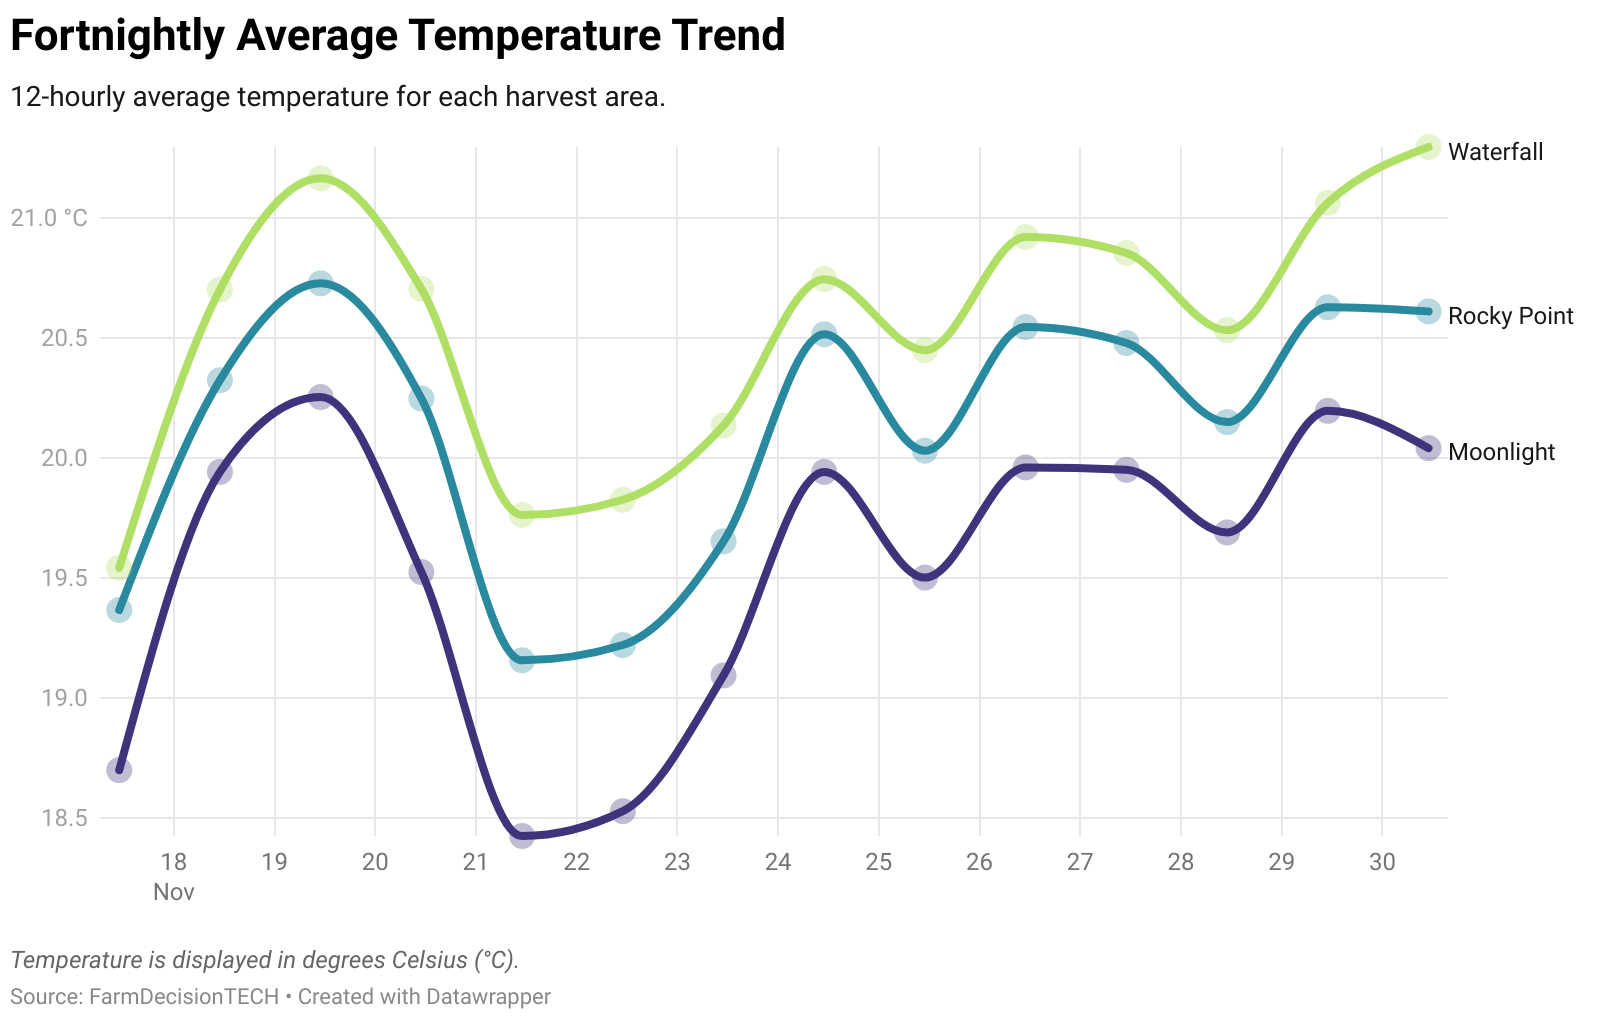 Fortnightly Average Temperature Trend
12-hourly average temperature for each harvest area.
Waterfall
21.0 °C
Rocky Point
20.5
20.0
Moonlight
19.5
19.0
18.5
18 19 20 21 22 23 24 25 26 27 28 29 30
Nov
Temperature is displayed in degrees Celsius (°C).
Source: FarmDecisionTECH • Created with Datawrapper